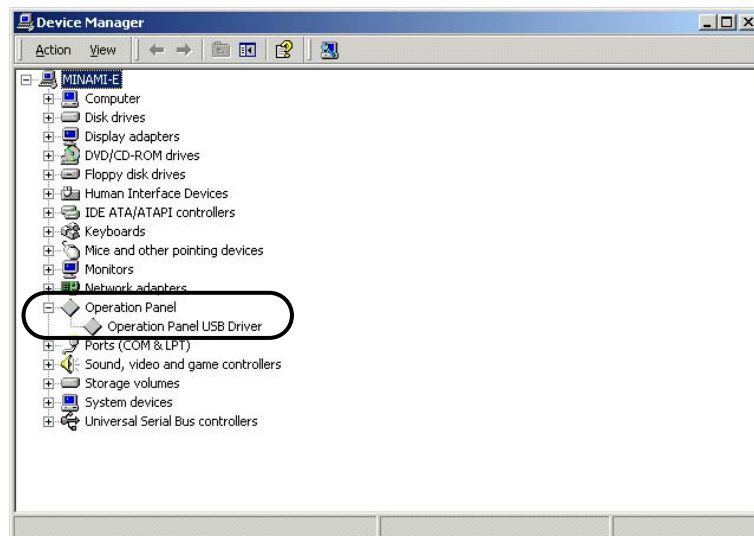 Device Manager
Action View
MINAMI-E
Computer
Disk drives
Display adapters
DVD/CD-ROM drives
Floppy disk drives
Human Interface Devices
IDE ATA/ATAPI controllers
Keyboards
Mice and other pointing devices
Monitors
Network adapters
Operation Panel
Operation Panel USB Driver
Ports (COM & LPT)
Sound, video and game controllers
Storage volumes
System devices
Universal Serial Bus controllers